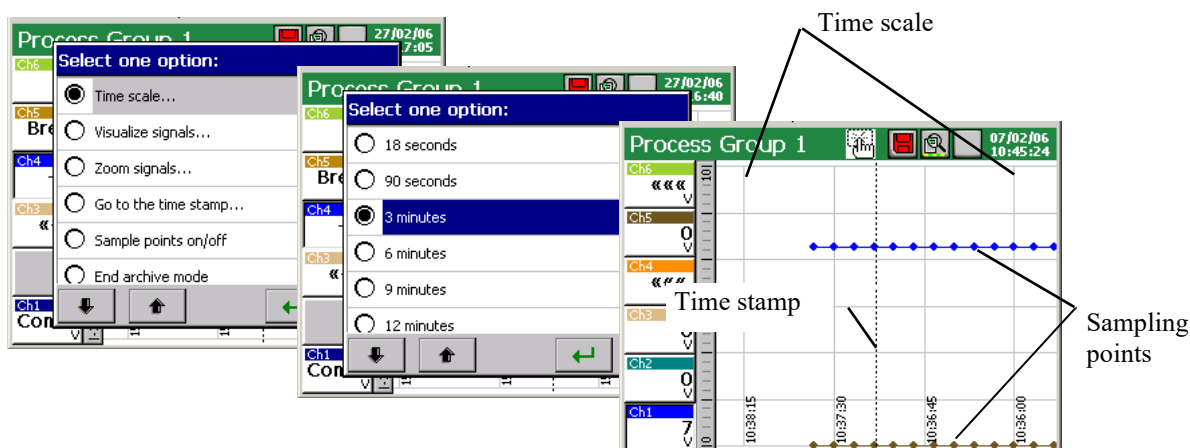 Time scale
Process Group 1
27/02/06
7:05
Select one option:
Ch6
Time scale...
Ch5
Bre
Visualize signals...
Ch4
Zoom signals...
Ch3
Go to the time stamp...
Sample points on/off
End archive mode
Ch1
Con
V
Process Group 1
27/02/06
6:40
Select one option:
Ch6
18 seconds
Ch5
Bre
90 seconds
Ch4
3 minutes
6 minutes
Ch3
9 minutes
12 minutes
Ch1
Con
V
Process Group 1
07/02/06
10:45:24
Ch6
«««
V
10
Ch5
0
V
Ch4
Time stamp
Ch3
V
Sampling
points
Ch2
0
V
Ch1
7
V
0
10:38:15
10:37:30
10:36:45
10:36:00